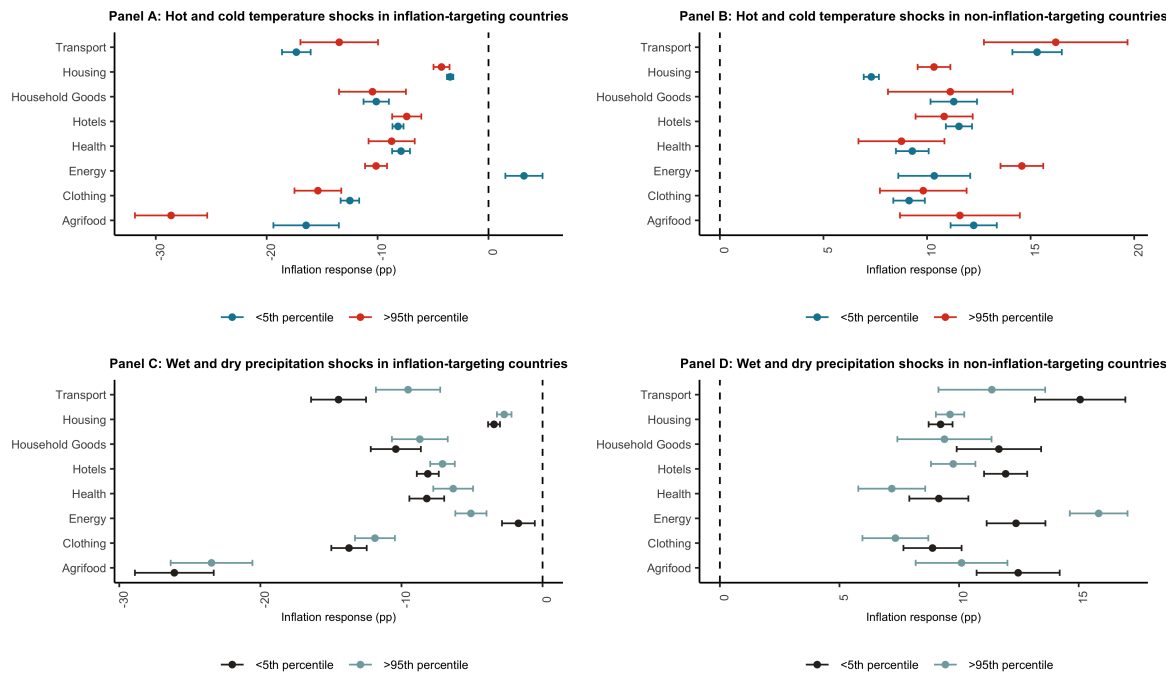 Panel A: Hot and cold temperature shocks in inflation-targeting countries
Transport
Housing
Household Goods
Hotels
Health
Energy
Clothing
Agrifood
-30
-20
-10
0
Inflation response (pp)
<5th percentile >95th percentile
Panel B: Hot and cold temperature shocks in non-inflation-targeting countries
Transport
Housing
Household Goods
Hotels
Health
Energy
Clothing
Agrifood
0
5
10
15
20
Inflation response (pp)
<5th percentile >95th percentile
Panel C: Wet and dry precipitation shocks in inflation-targeting countries
Transport
Housing
Household Goods
Hotels
Health
Energy
Clothing
Agrifood
-30
-20
-10
0
Inflation response (pp)
<5th percentile >95th percentile
Panel D: Wet and dry precipitation shocks in non-inflation-targeting countries
Transport
Housing
Household Goods
Hotels
Health
Energy
Clothing
Agrifood
0
5
10
15
Inflation response (pp)
<5th percentile >95th percentile